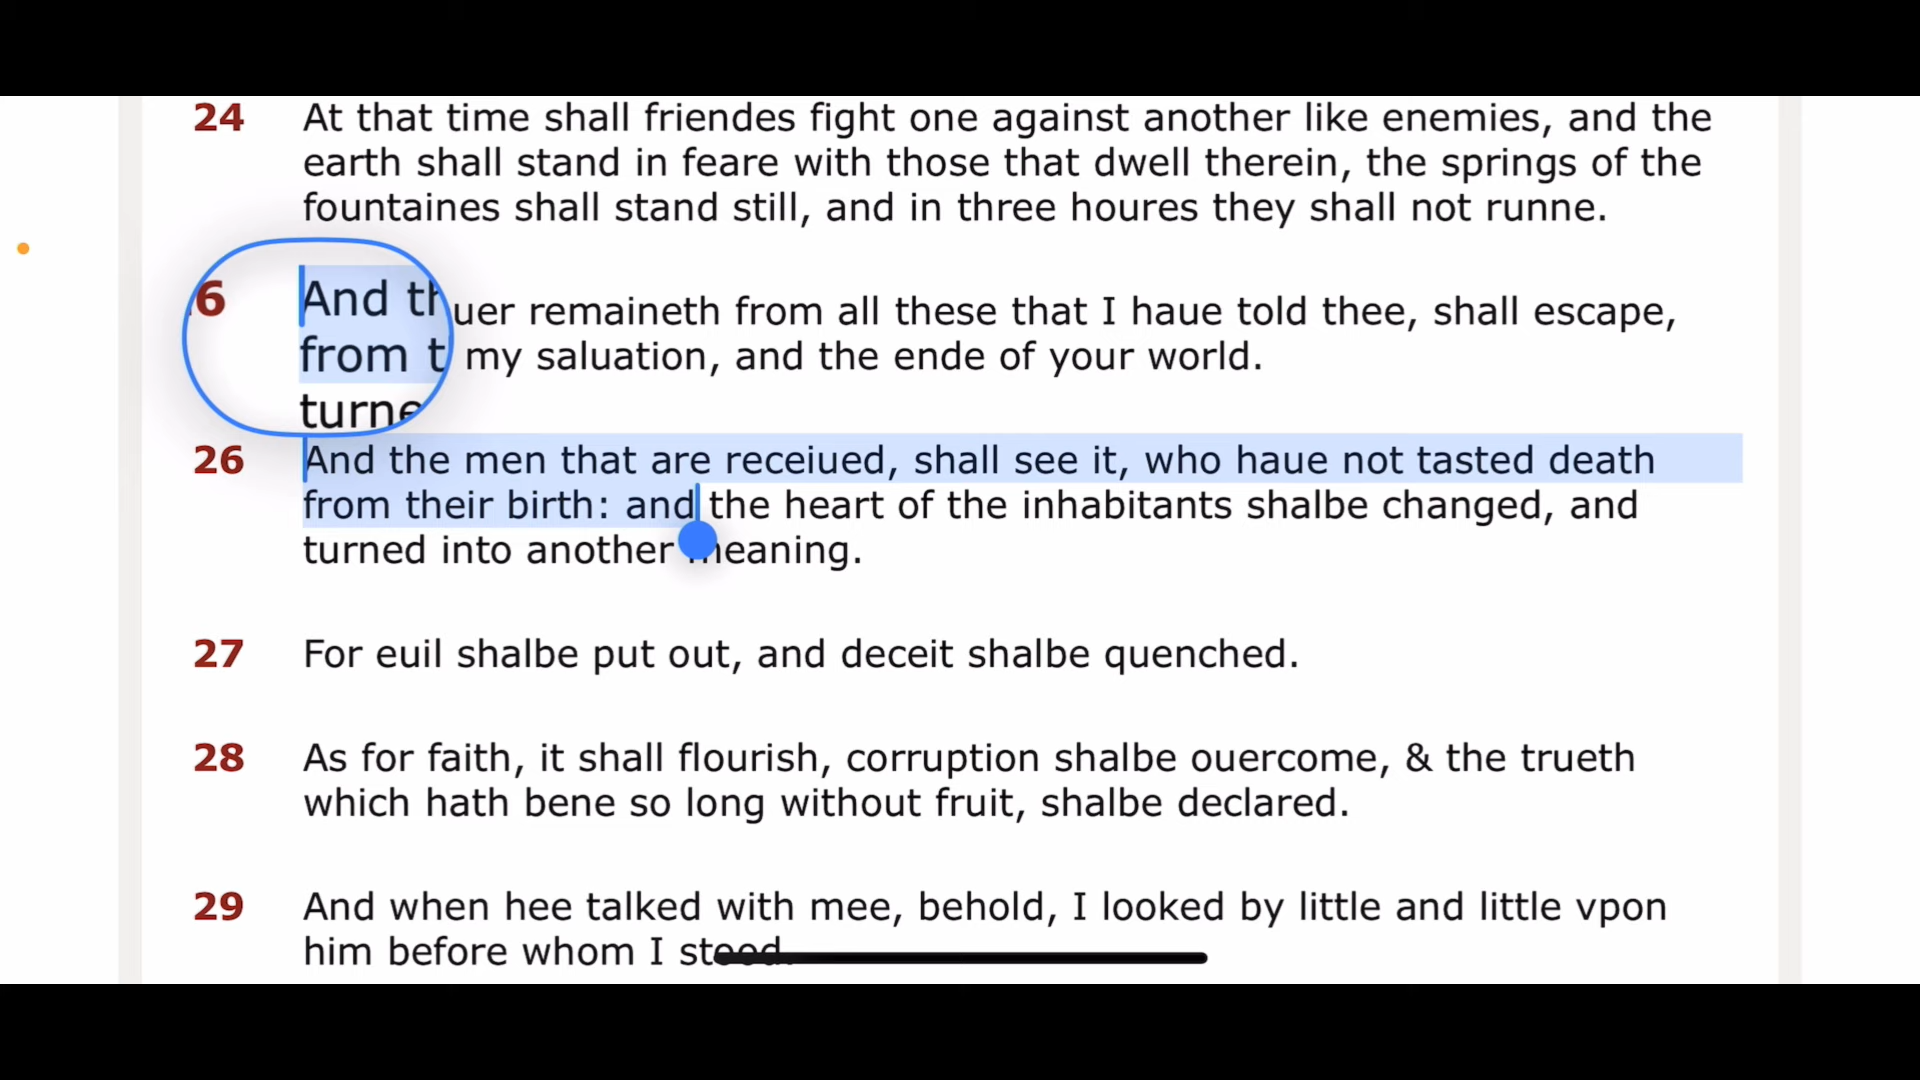 24 At that time shall friendes fight one against another like enemies, and the
earth shall stand in feare with those that dwell therein, the springs of the
fountaines shall stand still, and in three houres they shall not runne.
6 And th
uer remaineth from all these that I haue told thee, shall escape,
from t
my saluation, and the ende of your world.
turne
26 And the men that are receiued, shall see it, who haue not tasted death
from their birth: and the heart of the inhabitants shalbe changed, and
turned into another meaning.
27 For euil shalbe put out, and deceit shalbe quenched.
28 As for faith, it shall flourish, corruption shalbe ouercome, & the trueth
which hath bene so long without fruit, shalbe declared.
29 And when hee talked with mee, behold, I looked by little and little vpon
him before whom I stood.